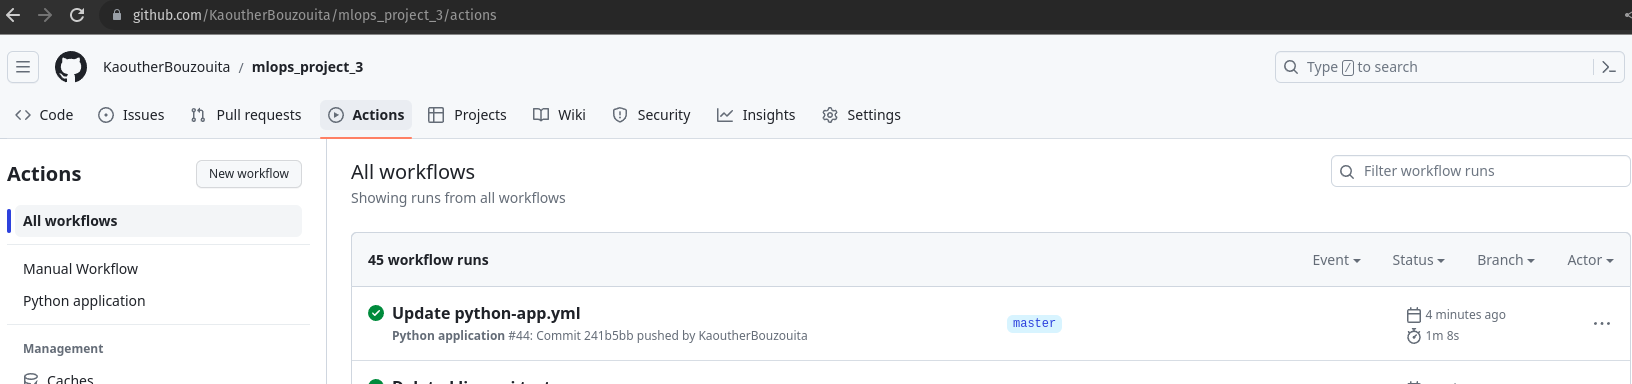 github.com/KaoutherBouzouita/mlops_project_3/actions
KaoutherBouzouita / mlops_project_3
Type / to search
Code Issues Pull requests Actions Projects Wiki Security Insights Settings
Actions
New workflow
All workflows
Manual Workflow
Python application
Management
Caches
All workflows
Showing runs from all workflows
Filter workflow runs
45 workflow runs
Event Status Branch Actor
Update python-app.yml
Python application #44: Commit 241b5bb pushed by KaoutherBouzouita
master
4 minutes ago
1m 8s